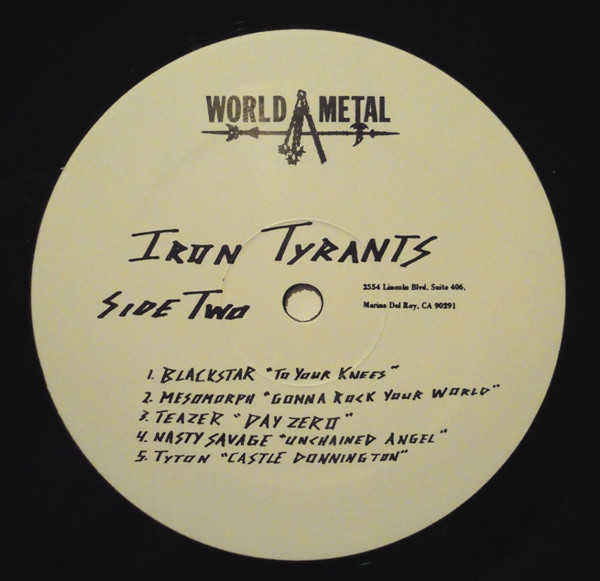 WORLD METAL
IRON TYRANTS
SIDE TWO
2554 Lincoln Blvd. Suite 406,
Marina Del Rey, CA 90291
1. BLACKSTAR "TO YOUR KNEES"
2. MESOMORPH "GONNA ROCK YOUR WORLD"
3. TEAZER "DAY ZERO"
4. NASTY SAVAGE "UNCHAINED ANGEL"
5. TYTON "CASTLE DONNINGTON"